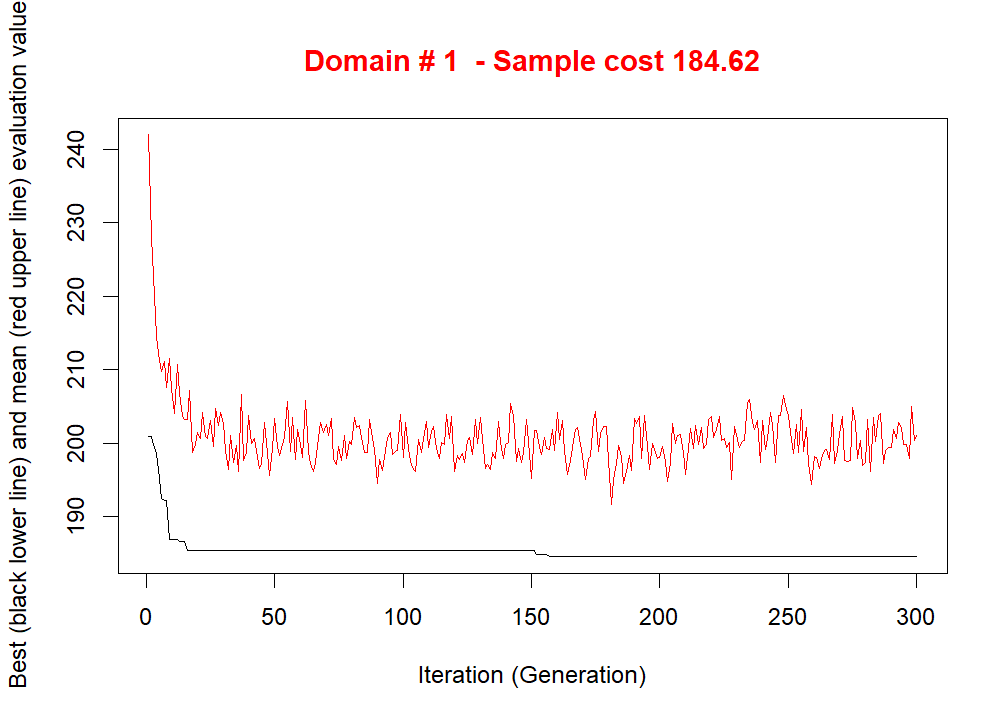 Domain # 1  - Sample cost 184.62
Best (black lower line) and mean (red upper line) evaluation value
240
230
220
210
200
190
0 50 100 150 200 250 300
Iteration (Generation)